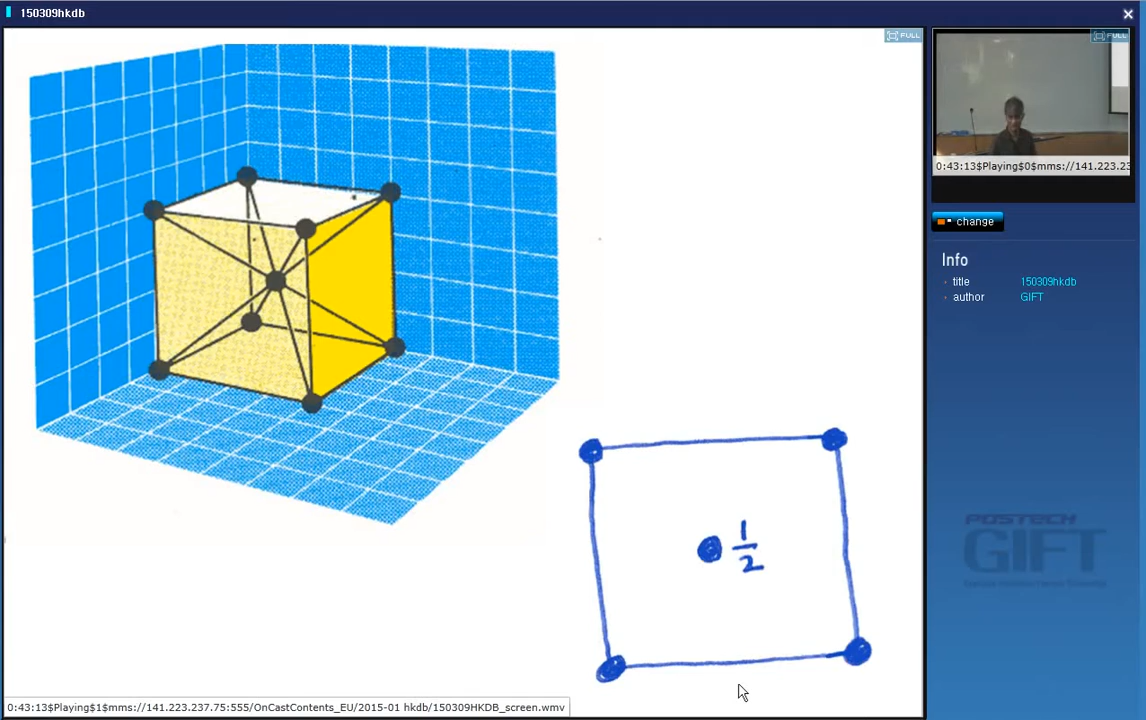 150309hkdb
FULL
FULL
0:43:13$Playing$0$mms://141.223.23
change
Info
title 150309hkdb
author GIFT
1
2
POSTECH
GIFT
0:43:13$Playing$1$mms://141.223.237.75:555/OnCastContents_EU/2015-01 hkdb/150309HKDB_screen.wmv